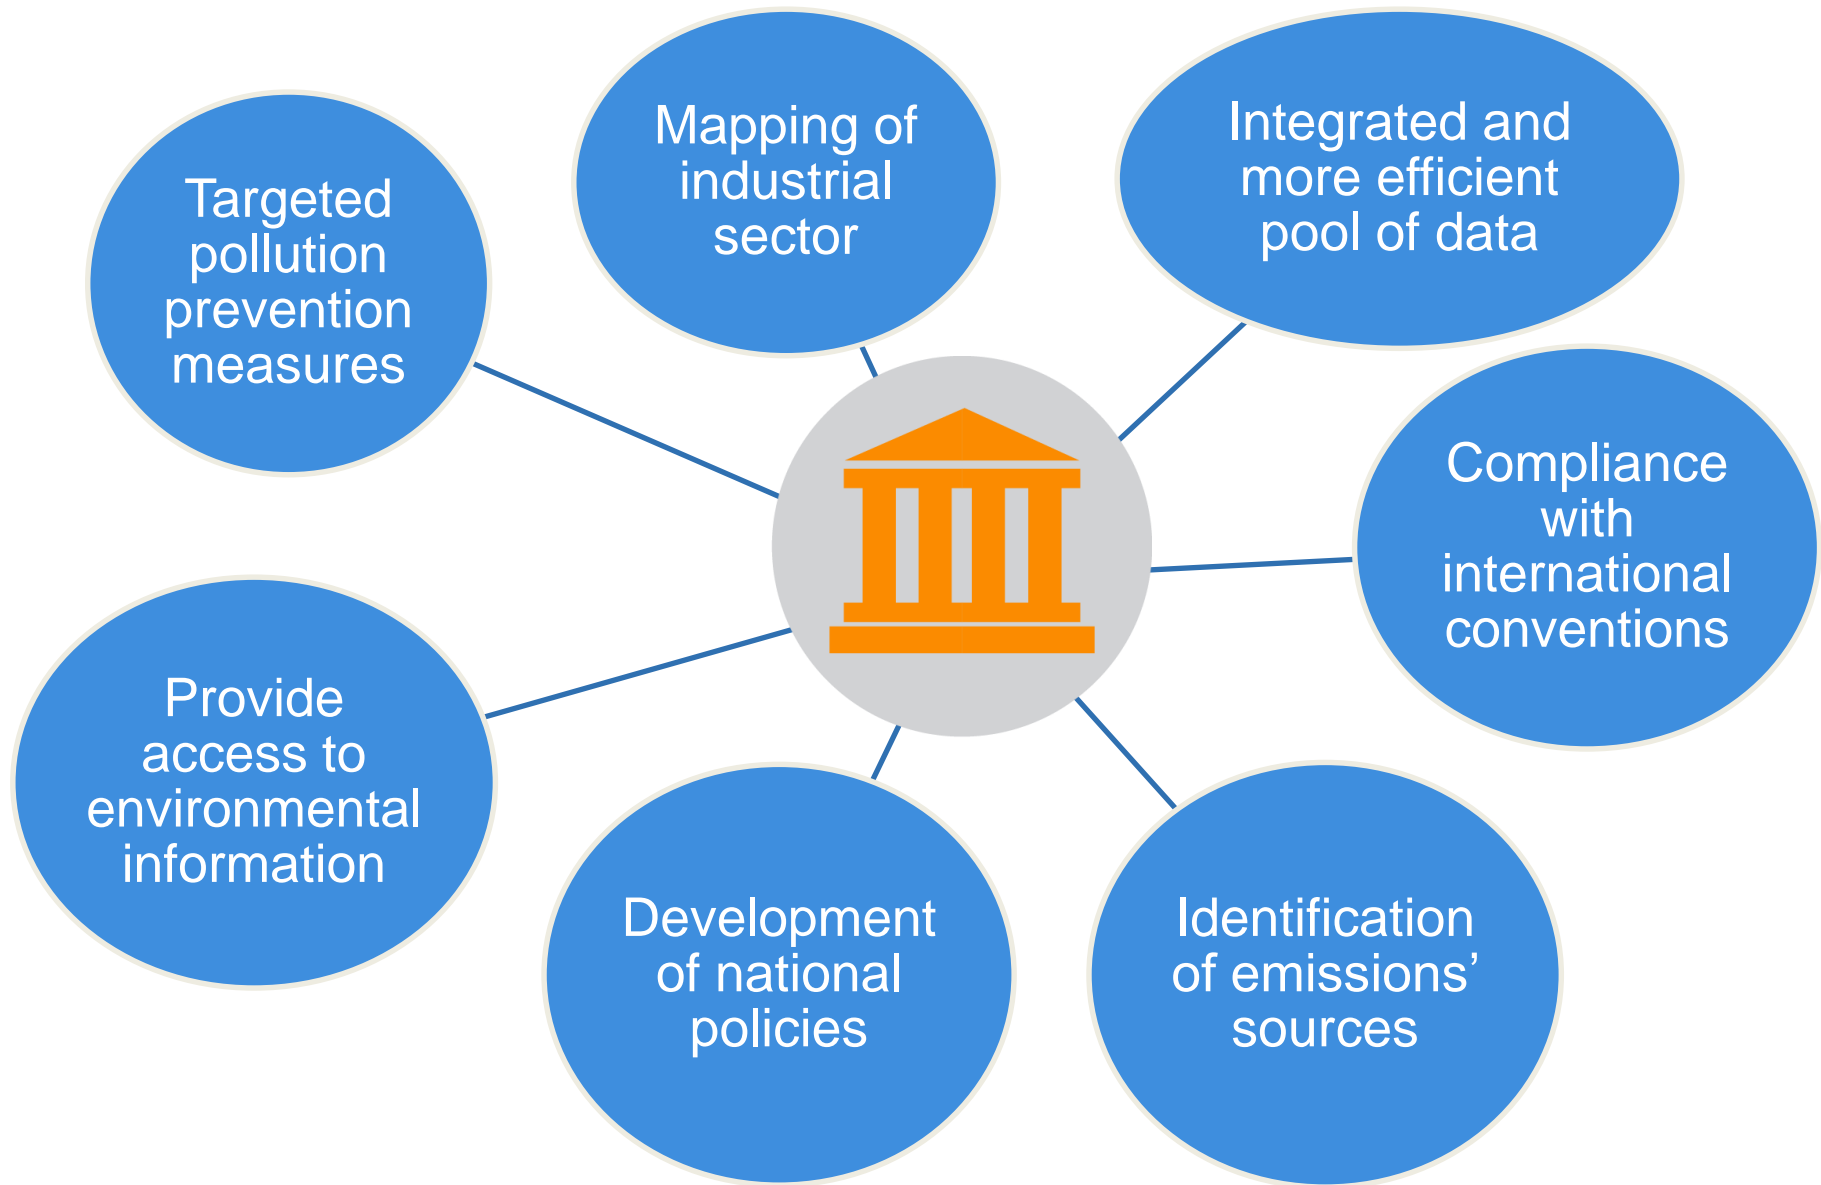 Targeted
pollution
prevention
measures
Mapping of
industrial
sector
Integrated and
more efficient
pool of data
Compliance
with
international
conventions
Provide
access to
environmental
information
Development
of national
policies
Identification
of emissions’
sources